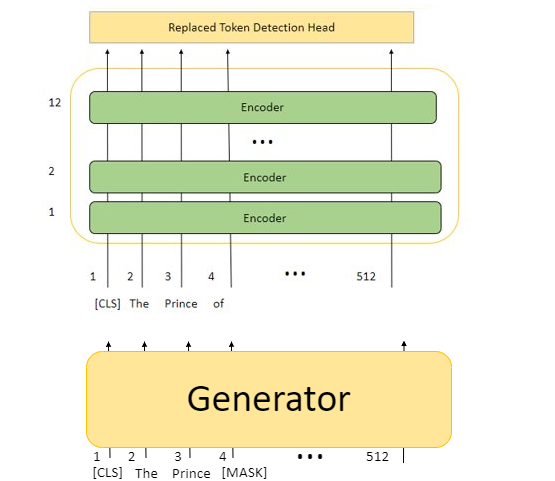 Replaced Token Detection Head
12 Encoder
...
2 Encoder
1 Encoder
1 2 3 4 ... 512
[CLS] The Prince of
Generator
1 2 3 4 ... 512
[CLS] The Prince [MASK]